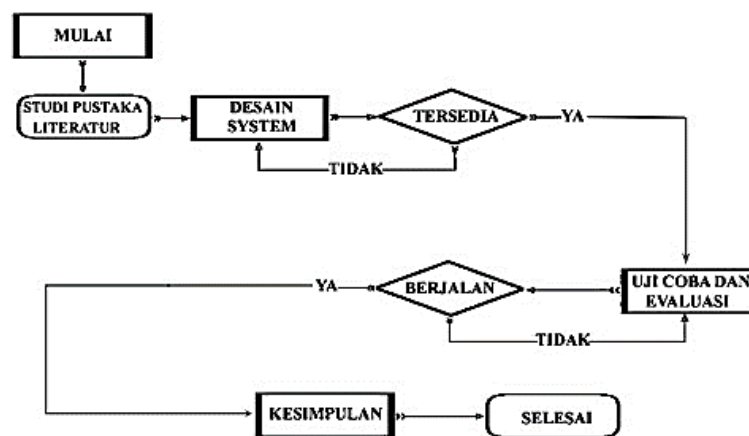 MULAI
STUDI PUSTAKA
LITERATUR
DESAIN
SYSTEM
TERSEDIA
YA
TIDAK
UJI COBA DAN
EVALUASI
BERJALAN
YA
TIDAK
KESIMPULAN
SELESAI